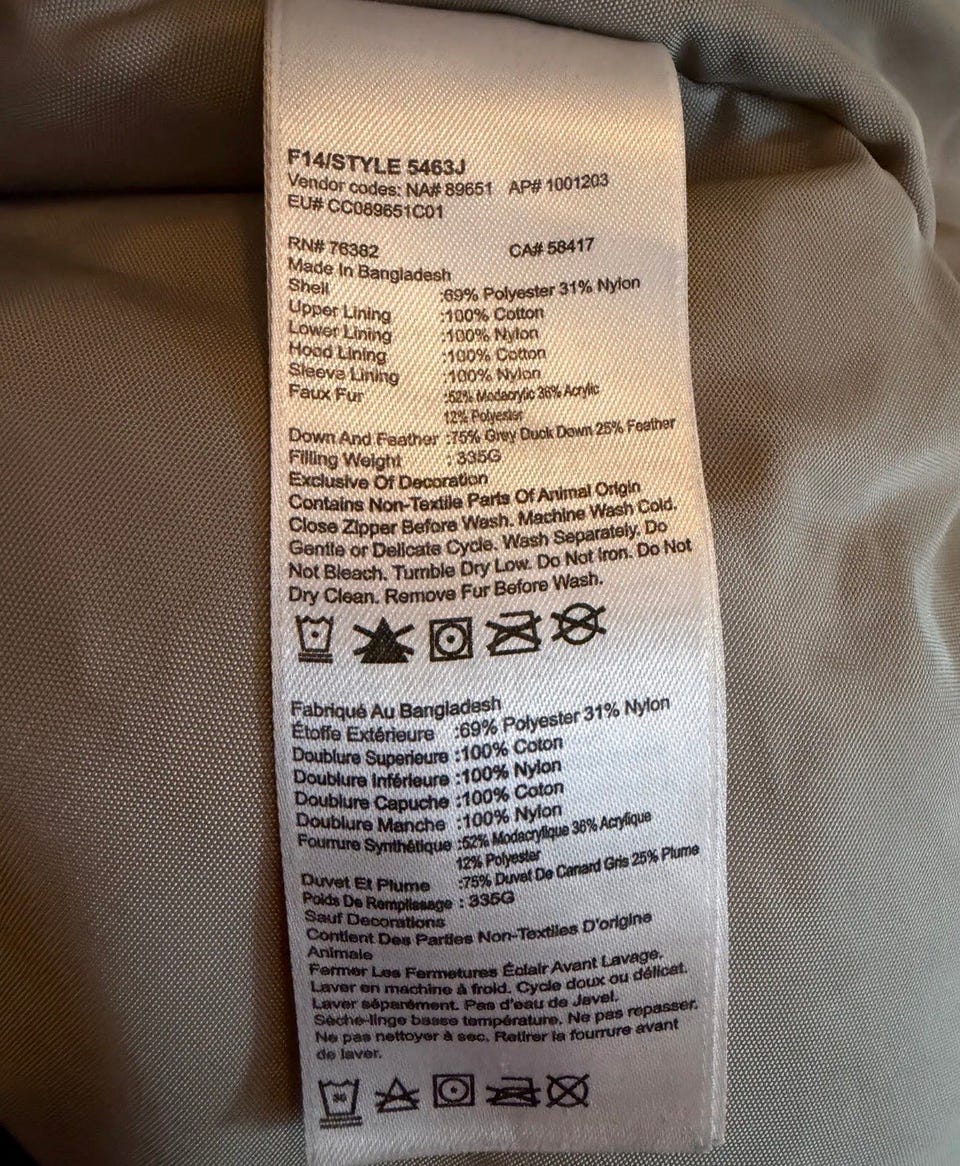 F14/STYLE 5463J
Vendor codes: NA# 89651 AP# 1001203
EU# CC089651C01
RN# 76382 CA# 58417
Made In Bangladesh
Shell :69% Polyester 31% Nylon
Upper Lining :100% Cotton
Lower Lining :100% Nylon
Hood Lining :100% Cotton
Sleeve Lining :100% Nylon
Faux Fur :52% Modacrylic 36% Acrylic
12% Polyester
Down And Feather :75% Grey Duck Down 25% Feather
Filling Weight : 335G
Exclusive Of Decoration
Contains Non-Textile Parts Of Animal Origin
Close Zipper Before Wash. Machine Wash Cold.
Gentle or Delicate Cycle. Wash Separately. Do
Not Bleach. Tumble Dry Low. Do Not Iron. Do Not
Dry Clean. Remove Fur Before Wash.
Fabriqué Au Bangladesh
Étoffe Extérieure :69% Polyester 31% Nylon
Doublure Superieure :100% Coton
Doublure Inférieure :100% Nylon
Doublure Capuche :100% Coton
Doublure Manche :100% Nylon
Fourrure Synthétique :52% Modacrylique 36% Acrylique
12% Polyester
Duvet Et Plume :75% Duvet De Canard Gris 25% Plume
Poids De Remplissage : 335G
Sauf Decorations
Contient Des Parties Non-Textiles D'origine
Animale
Fermer Les Fermetures Éclair Avant Lavage.
Laver en machine à froid. Cycle doux ou délicat.
Laver séparément. Pas d'eau de Javel.
Sèche-linge basse température. Ne pas repasser.
Ne pas nettoyer à sec. Retirer la fourrure avant
de laver.
30